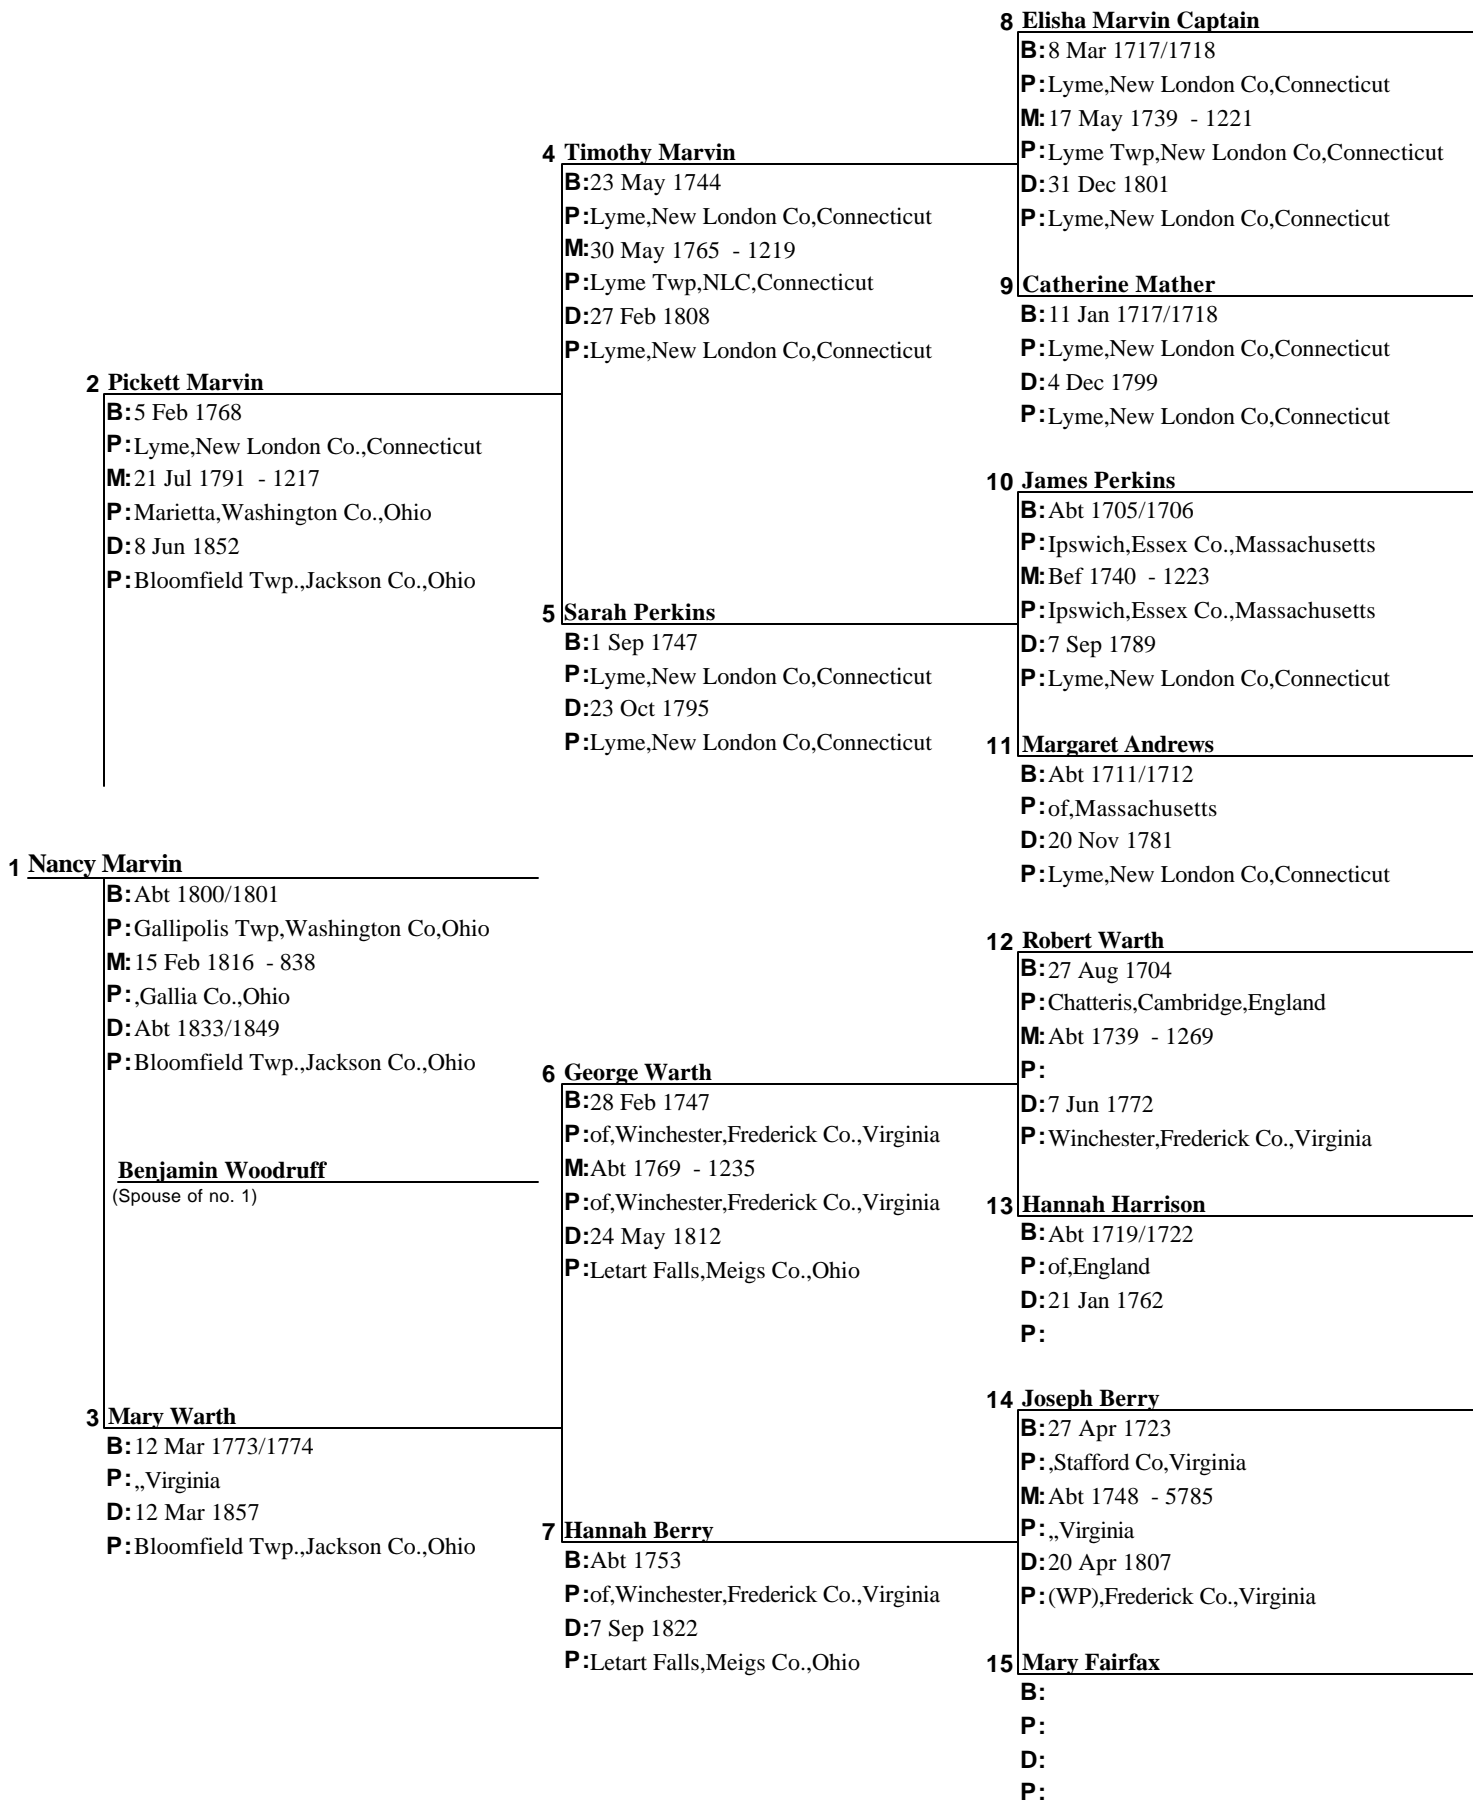 8 Elisha Marvin Captain
B: 8 Mar 1717/1718
P: Lyme,New London Co,Connecticut
M: 17 May 1739 - 1221
P: Lyme Twp,New London Co,Connecticut
D: 31 Dec 1801
P: Lyme,New London Co,Connecticut
4 Timothy Marvin
B: 23 May 1744
P: Lyme,New London Co,Connecticut
M: 30 May 1765 - 1219
P: Lyme Twp,NLC,Connecticut
D: 27 Feb 1808
P: Lyme,New London Co,Connecticut
9 Catherine Mather
B: 11 Jan 1717/1718
P: Lyme,New London Co,Connecticut
D: 4 Dec 1799
P: Lyme,New London Co,Connecticut
2 Pickett Marvin
B: 5 Feb 1768
P: Lyme,New London Co.,Connecticut
M: 21 Jul 1791 - 1217
P: Marietta,Washington Co.,Ohio
D: 8 Jun 1852
P: Bloomfield Twp.,Jackson Co.,Ohio
10 James Perkins
B: Abt 1705/1706
P: Ipswich,Essex Co.,Massachusetts
M: Bef 1740 - 1223
P: Ipswich,Essex Co.,Massachusetts
D: 7 Sep 1789
P: Lyme,New London Co,Connecticut
5 Sarah Perkins
B: 1 Sep 1747
P: Lyme,New London Co,Connecticut
D: 23 Oct 1795
P: Lyme,New London Co,Connecticut
11 Margaret Andrews
B: Abt 1711/1712
P: of,Massachusetts
D: 20 Nov 1781
P: Lyme,New London Co,Connecticut
1 Nancy Marvin
B: Abt 1800/1801
P: Gallipolis Twp,Washington Co,Ohio
M: 15 Feb 1816 - 838
P: ,Gallia Co.,Ohio
D: Abt 1833/1849
P: Bloomfield Twp.,Jackson Co.,Ohio
Benjamin Woodruff
(Spouse of no. 1)
12 Robert Warth
B: 27 Aug 1704
P: Chatteris,Cambridge,England
M: Abt 1739 - 1269
P:
D: 7 Jun 1772
P: Winchester,Frederick Co.,Virginia
6 George Warth
B: 28 Feb 1747
P: of,Winchester,Frederick Co.,Virginia
M: Abt 1769 - 1235
P: of,Winchester,Frederick Co.,Virginia
D: 24 May 1812
P: Letart Falls,Meigs Co.,Ohio
13 Hannah Harrison
B: Abt 1719/1722
P: of,England
D: 21 Jan 1762
P:
3 Mary Warth
B: 12 Mar 1773/1774
P: ,,Virginia
D: 12 Mar 1857
P: Bloomfield Twp.,Jackson Co.,Ohio
14 Joseph Berry
B: 27 Apr 1723
P: ,Stafford Co,Virginia
M: Abt 1748 - 5785
P: ,,Virginia
D: 20 Apr 1807
P: (WP),Frederick Co.,Virginia
7 Hannah Berry
B: Abt 1753
P: of,Winchester,Frederick Co.,Virginia
D: 7 Sep 1822
P: Letart Falls,Meigs Co.,Ohio
15 Mary Fairfax
B:
P:
D:
P: